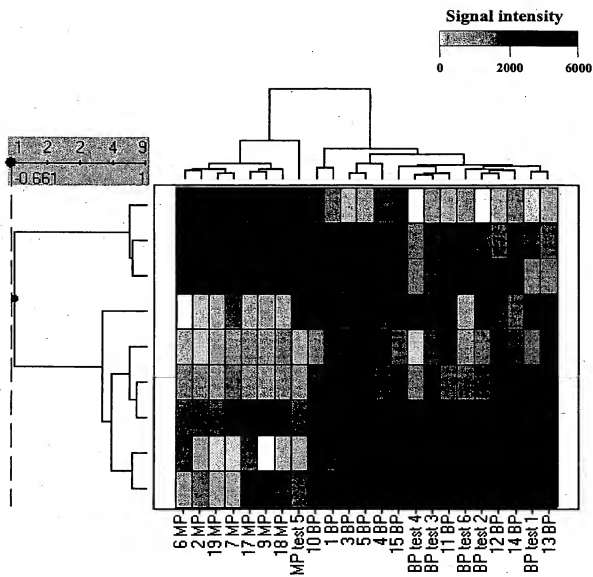 Signal intensity
0 2000 6000
1 2 2 4 9
-0.661 1
6 MP
2 MP
19 MP
7 MP
17 MP
9 MP
18 MP
MP test 5
10 BP
1 BP
3 BP
5 BP
4 BP
15 BP
BP test 4
BP test 3
11 BP
BP test 6
BP test 2
12 BP
14 BP
BP test 1
13 BP